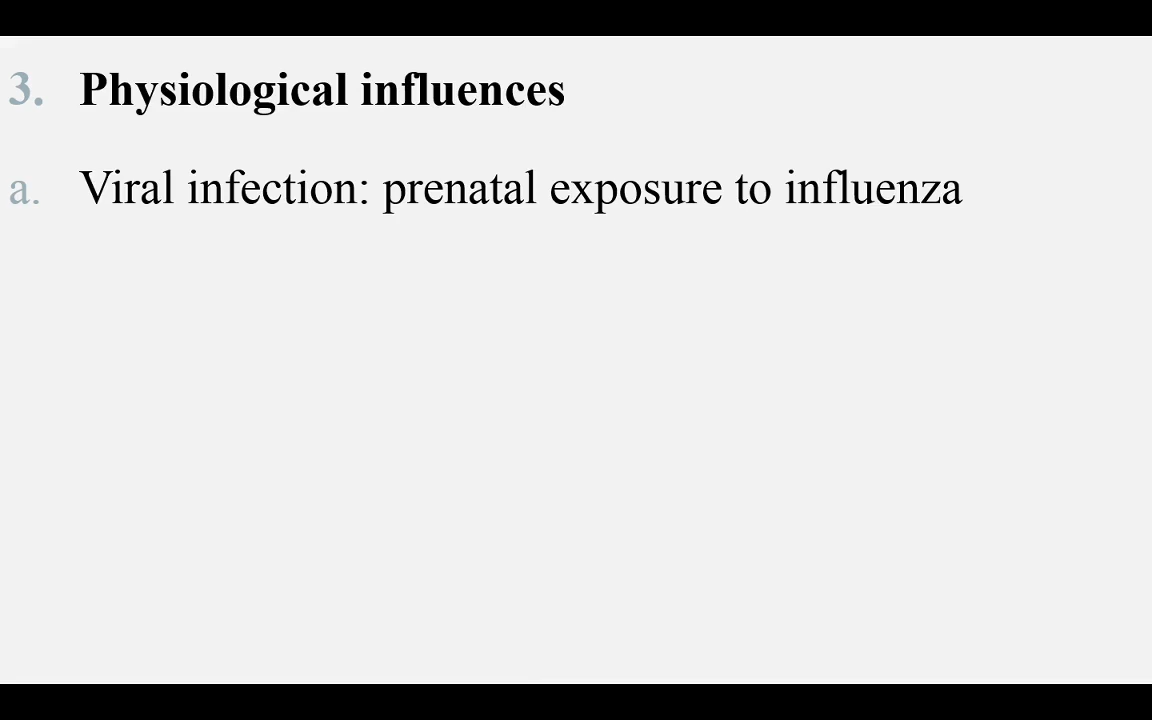 3. Physiological influences
a. Viral infection: prenatal exposure to influenza